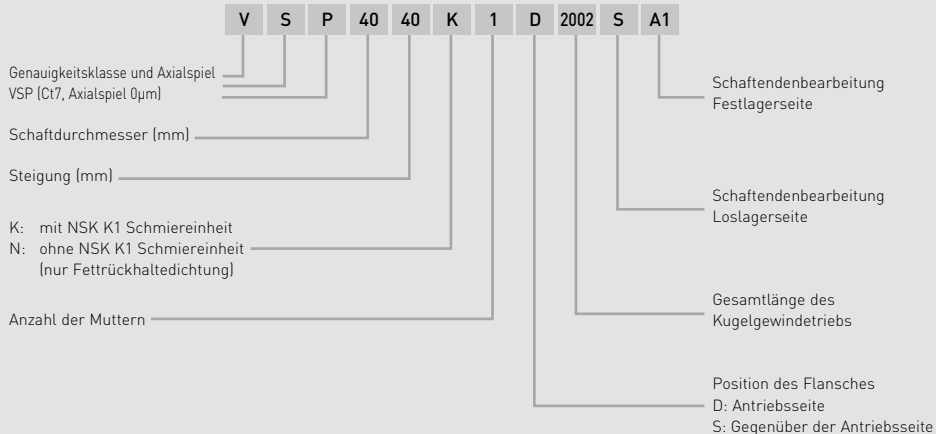 V S P 40 40 K 1 D 2002 S A1
Genauigkeitsklasse und Axialspiel
VSP (Ct7, Axialspiel 0µm)
Schaftdurchmesser (mm)
Steigung (mm)
K: mit NSK K1 Schmiereinheit
N: ohne NSK K1 Schmiereinheit
(nur Fettrückhaltedichtung)
Anzahl der Muttern
Schaftendenbearbeitung
Festlagerseite
Schaftendenbearbeitung
Loslagerseite
Gesamtlänge des
Kugelgewindetriebs
Position des Flansches
D: Antriebsseite
S: Gegenüber der Antriebsseite